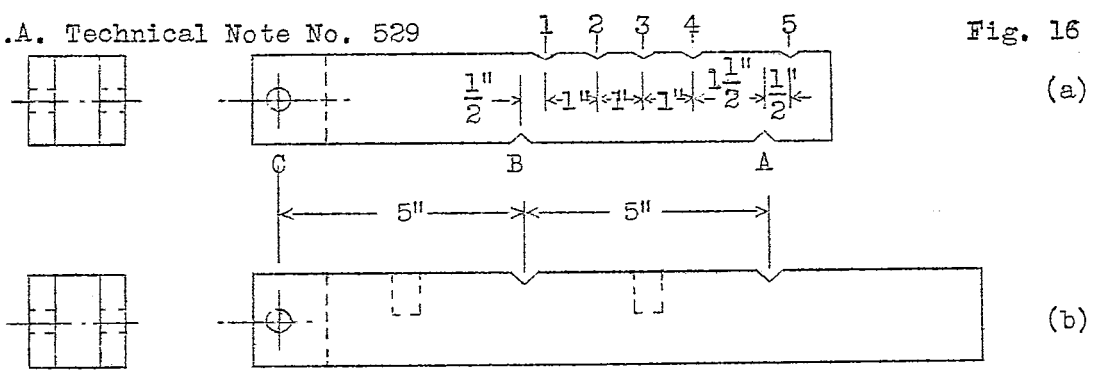 .A. Technical Note No. 529
Fig. 16
1 2 3 4 5
1/2" 1" 1" 1" 1 1/2" 1/2"
(a)
C B A
5" 5"
(b)